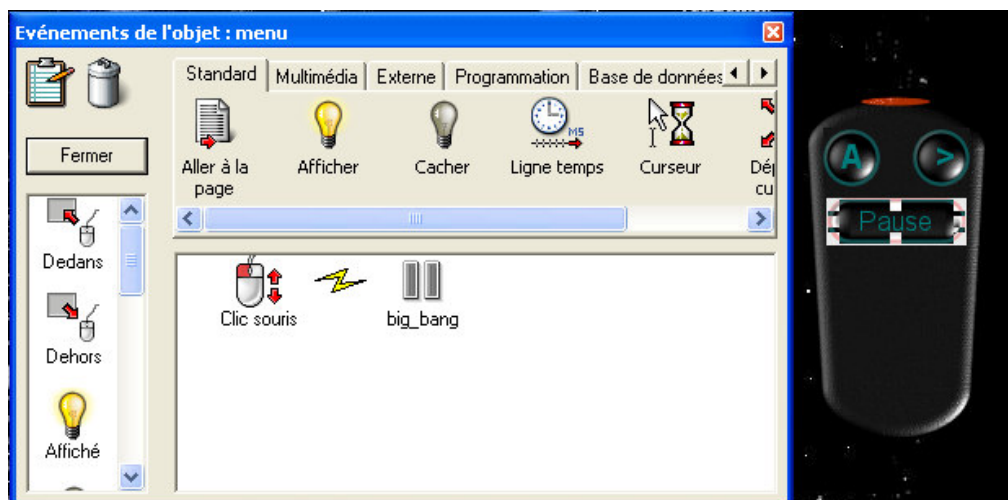 Evénements de l'objet : menu
Standard
Multimédia
Externe
Programmation
Base de données
Fermer
Aller à la
page
Afficher
Cacher
Ligne temps
MS
Curseur
Dedans
Dehors
Affiché
Clic souris
big_bang
A
>
Pause